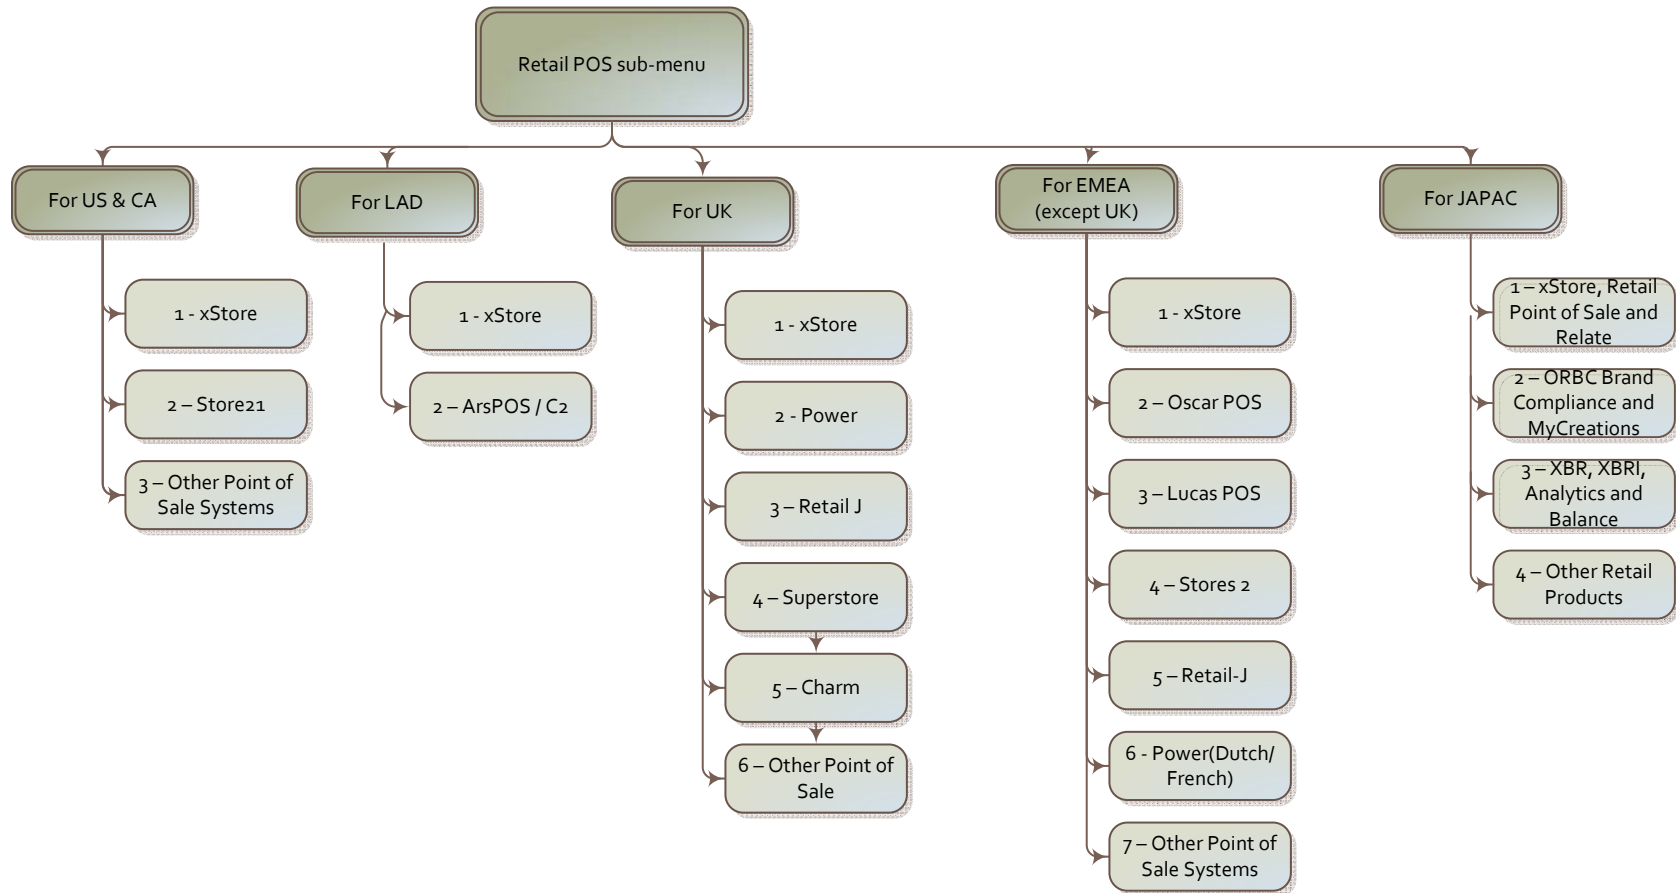 Retail POS sub-menu
For US & CA
1 - xStore
2 – Store21
3 – Other Point of
Sale Systems
For LAD
1 - xStore
2 – ArsPOS / C2
For UK
1 - xStore
2 - Power
3 – Retail J
4 – Superstore
5 – Charm
6 – Other Point of
Sale
For EMEA
(except UK)
1 - xStore
2 – Oscar POS
3 – Lucas POS
4 – Stores 2
5 – Retail-J
6 - Power(Dutch/
French)
7 – Other Point of
Sale Systems
For JAPAC
1 – xStore, Retail
Point of Sale and
Relate
2 – ORBC Brand
Compliance and
MyCreations
3 – XBR, XBRI,
Analytics and
Balance
4 – Other Retail
Products